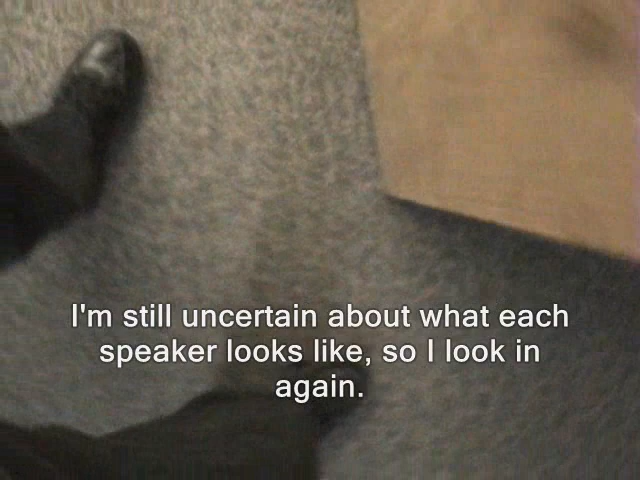 I'm still uncertain about what each
speaker looks like, so I look in
again.